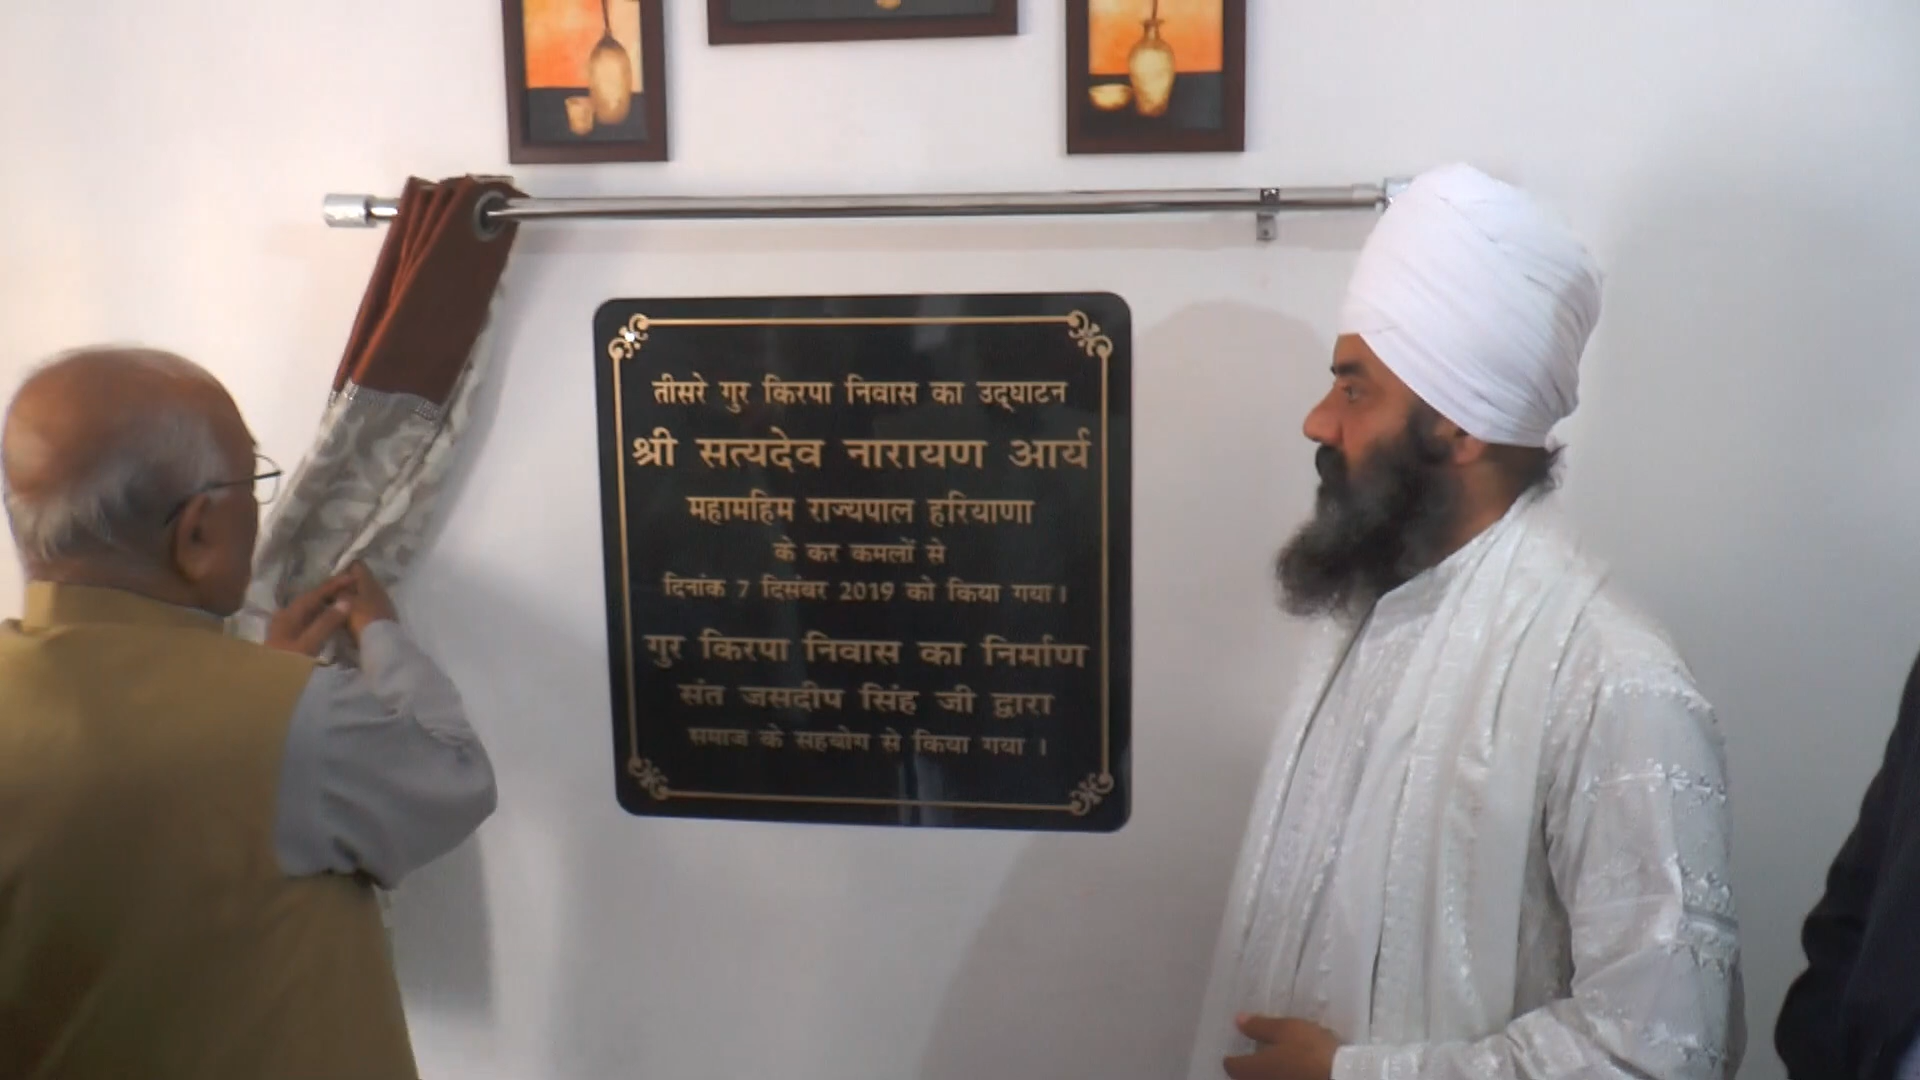 तीसरे गुर किरपा निवास का उद्घाटन
श्री सत्यदेव नारायण आर्य
महामहिम राज्यपाल हरियाणा
के कर कमलों से
दिनांक 7 दिसंबर 2019 को किया गया।
गुर किरपा निवास का निर्माण
संत जसदीप सिंह जी द्वारा
समाज के सहयोग से किया गया ।